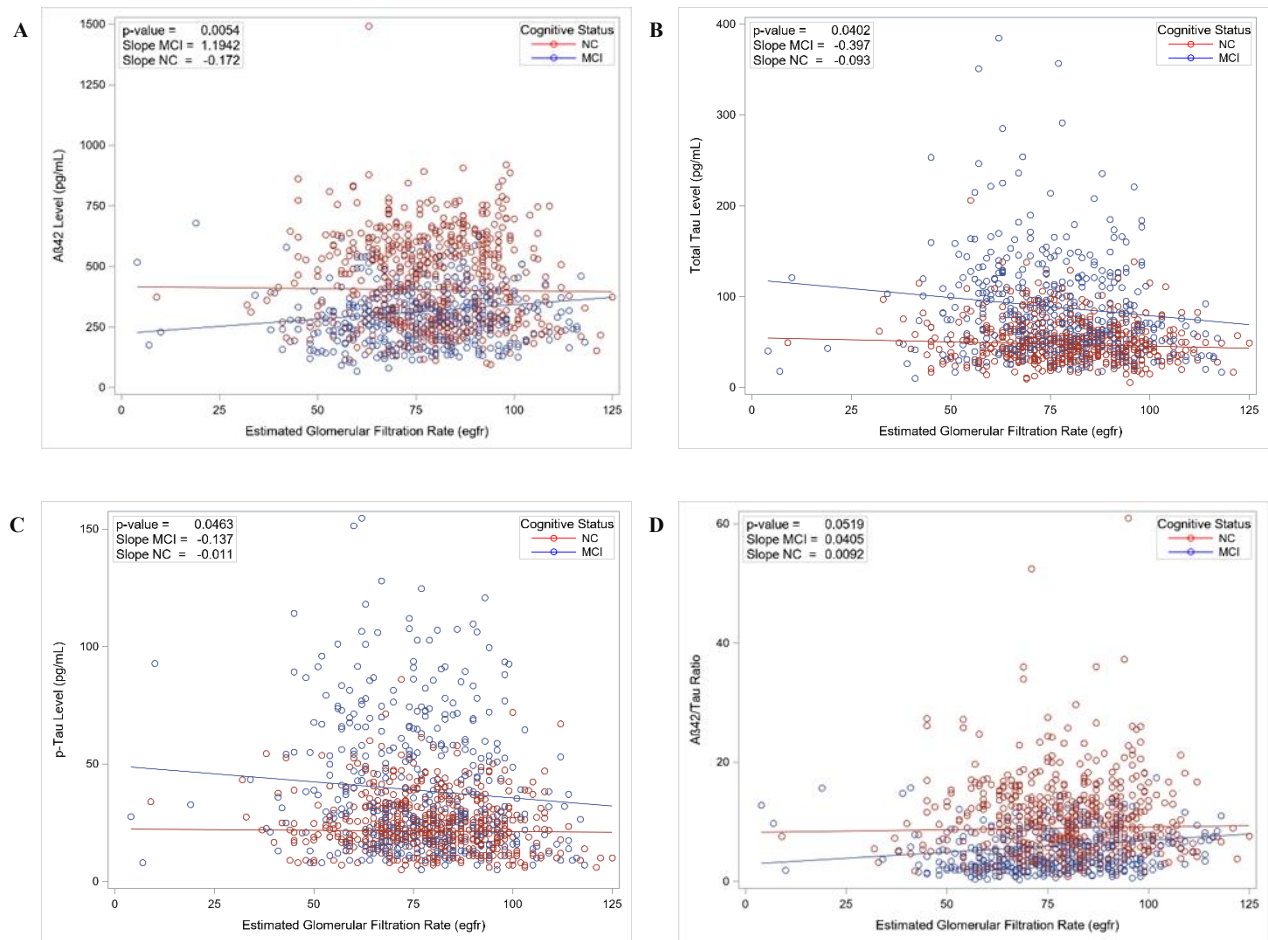 A
p-value = 0.0054
Slope MCI = 1.1942
Slope NC = -0.172
Cognitive Status
NC
MCI
1500
1250
1000
750
500
250
0
Aß42 Level (pg/mL)
0 25 50 75 100 125
Estimated Glomerular Filtration Rate (egfr)
B
p-value = 0.0402
Slope MCI = -0.397
Slope NC = -0.093
Cognitive Status
NC
MCI
400
300
200
100
0
Total Tau Level (pg/mL)
0 25 50 75 100 125
Estimated Glomerular Filtration Rate (egfr)
C
p-value = 0.0463
Slope MCI = -0.137
Slope NC = -0.011
Cognitive Status
NC
MCI
150
100
50
0
p-Tau Level (pg/mL)
0 25 50 75 100 125
Estimated Glomerular Filtration Rate (egfr)
D
p-value = 0.0519
Slope MCI = 0.0405
Slope NC = 0.0092
Cognitive Status
NC
MCI
60
40
20
0
Aß42/Tau Ratio
0 25 50 75 100 125
Estimated Glomerular Filtration Rate (egfr)